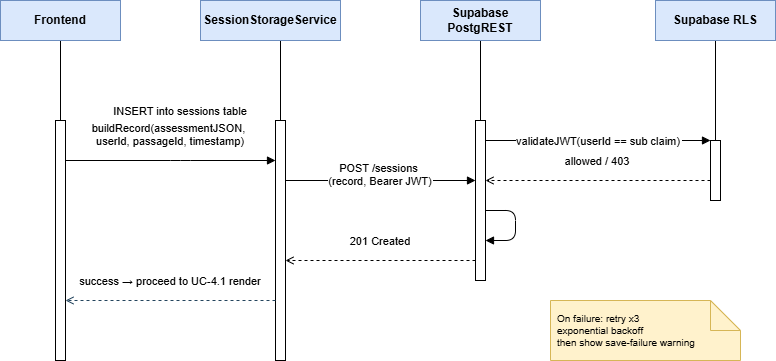 Frontend
SessionStorageService
Supabase
PostgREST
Supabase RLS
INSERT into sessions table
buildRecord(assessmentJSON,
userId, passageId, timestamp)
validateJWT(userId == sub claim)
allowed / 403
POST /sessions
(record, Bearer JWT)
201 Created
success → proceed to UC-4.1 render
On failure: retry x3
exponential backoff
then show save-failure warning